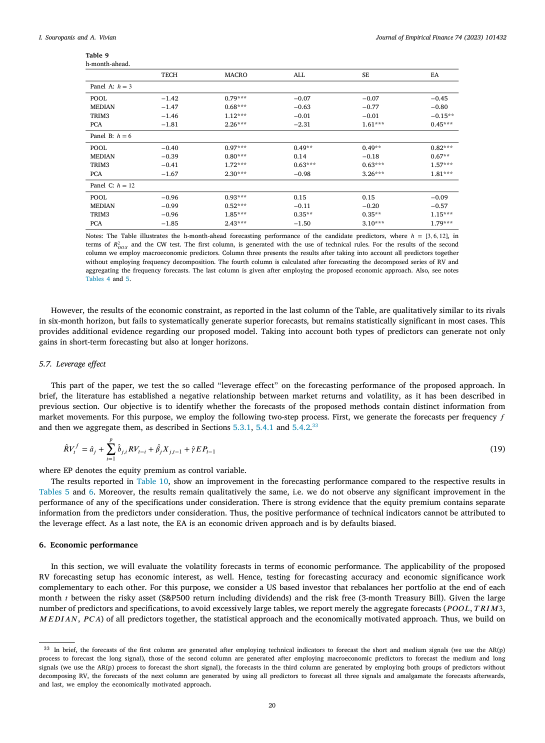 I. Souropanis and A. Vivian
Journal of Empirical Finance 74 (2023) 101432
Table 9
h-month-ahead.
TECH MACRO ALL SE EA
Panel A: h = 3
POOL −1.42 0.79*** −0.07 −0.07 −0.45
MEDIAN −1.47 0.68*** −0.63 −0.77 −0.80
TRIM3 −1.46 1.12*** −0.01 −0.01 −0.15**
PCA −1.81 2.26*** −2.31 1.61*** 0.45***
Panel B: h = 6
POOL −0.40 0.97*** 0.49** 0.49** 0.82***
MEDIAN −0.39 0.80*** 0.14 −0.18 0.67**
TRIM3 −0.41 1.72*** 0.63*** 0.63*** 1.57***
PCA −1.67 2.30*** −0.98 3.26*** 1.81***
Panel C: h = 12
POOL −0.96 0.93*** 0.15 0.15 −0.09
MEDIAN −0.99 0.52*** −0.11 −0.20 −0.57
TRIM3 −0.96 1.85*** 0.35** 0.35** 1.15***
PCA −1.85 2.43*** −1.50 3.10*** 1.79***
Notes: The Table illustrates the h-month-ahead forecasting performance of the candidate predictors, where h = [3, 6, 12], in
terms of R²OOS and the CW test. The first column, is generated with the use of technical rules. For the results of the second
column we employ macroeconomic predictors. Column three presents the results after taking into account all predictors together
without employing frequency decomposition. The fourth column is calculated after forecasting the decomposed series of RV and
aggregating the frequency forecasts. The last column is given after employing the proposed economic approach. Also, see notes
Tables 4 and 5.
However, the results of the economic constraint, as reported in the last column of the Table, are qualitatively similar to its rivals
in six-month horizon, but fails to systematically generate superior forecasts, but remains statistically significant in most cases. This
provides additional evidence regarding our proposed model. Taking into account both types of predictors can generate not only
gains in short-term forecasting but also at longer horizons.
5.7. Leverage effect
This part of the paper, we test the so called “leverage effect” on the forecasting performance of the proposed approach. In
brief, the literature has established a negative relationship between market returns and volatility, as it has been described in
previous section. Our objective is to identify whether the forecasts of the proposed methods contain distinct information from
market movements. For this purpose, we employ the following two-step process. First, we generate the forecasts per frequency f
and then we aggregate them, as described in Sections 5.3.1, 5.4.1 and 5.4.2.³³
R̂V_t^f = â_j + ∑_{i=1}^{p} b̂_{j,i} RV_{t−i} + β̂_j X_{j,t−1} + γ̂EP_{t−1} (19)
where EP denotes the equity premium as control variable.
The results reported in Table 10, show an improvement in the forecasting performance compared to the respective results in
Tables 5 and 6. Moreover, the results remain qualitatively the same, i.e. we do not observe any significant improvement in the
performance of any of the specifications under consideration. There is strong evidence that the equity premium contains separate
information from the predictors under consideration. Thus, the positive performance of technical indicators cannot be attributed to
the leverage effect. As a last note, the EA is an economic driven approach and is by defaults biased.
6. Economic performance
In this section, we will evaluate the volatility forecasts in terms of economic performance. The applicability of the proposed
RV forecasting setup has economic interest, as well. Hence, testing for forecasting accuracy and economic significance work
complementary to each other. For this purpose, we consider a US based investor that rebalances her portfolio at the end of each
month t between the risky asset (S&P500 return including dividends) and the risk free (3-month Treasury Bill). Given the large
number of predictors and specifications, to avoid excessively large tables, we report merely the aggregate forecasts (POOL, TRIM3,
MEDIAN, PCA) of all predictors together, the statistical approach and the economically motivated approach. Thus, we build on
³³ In brief, the forecasts of the first column are generated after employing technical indicators to forecast the short and medium signals (we use the AR(p)
process to forecast the long signal), those of the second column are generated after employing macroeconomic predictors to forecast the medium and long
signals (we use the AR(p) process to forecast the short signal), the forecasts in the third column are generated by employing both groups of predictors without
decomposing RV, the forecasts of the next column are generated by using all predictors to forecast all three signals and amalgamate the forecasts afterwards,
and last, we employ the economically motivated approach.
20